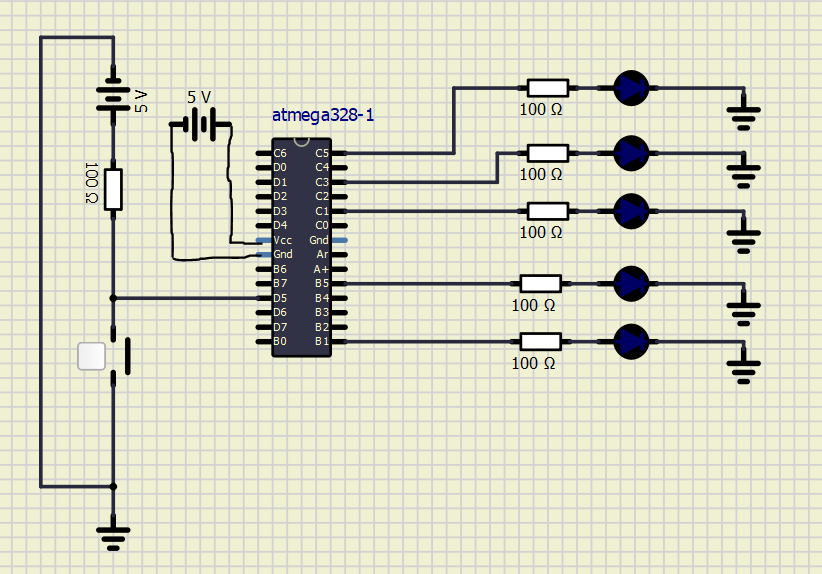 5 V
100 Ω
5 V
atmega328-1
C6 C5
D0 C4
D1 C3
D2 C2
D3 C1
D4 C0
Vcc Gnd
Gnd Ar
B6 A+
B7 B5
D5 B4
D6 B3
D7 B2
B0 B1
100 Ω
100 Ω
100 Ω
100 Ω
100 Ω